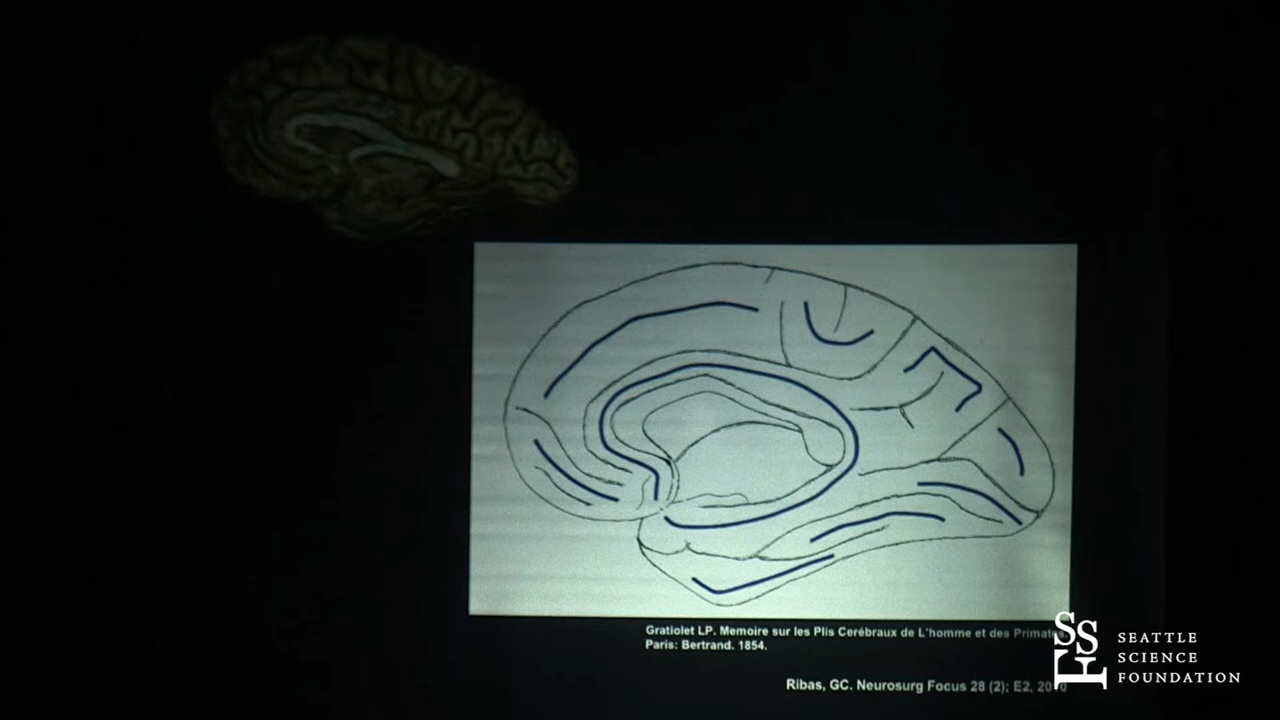 Gratiolet LP. Memoire sur les Plis Cerébraux de L'homme et des
Paris: Bertrand. 1854.
Ribas, GC. Neurosurg Focus 28 (2); E2,
SSF
SEATTLE
SCIENCE
FOUNDATION